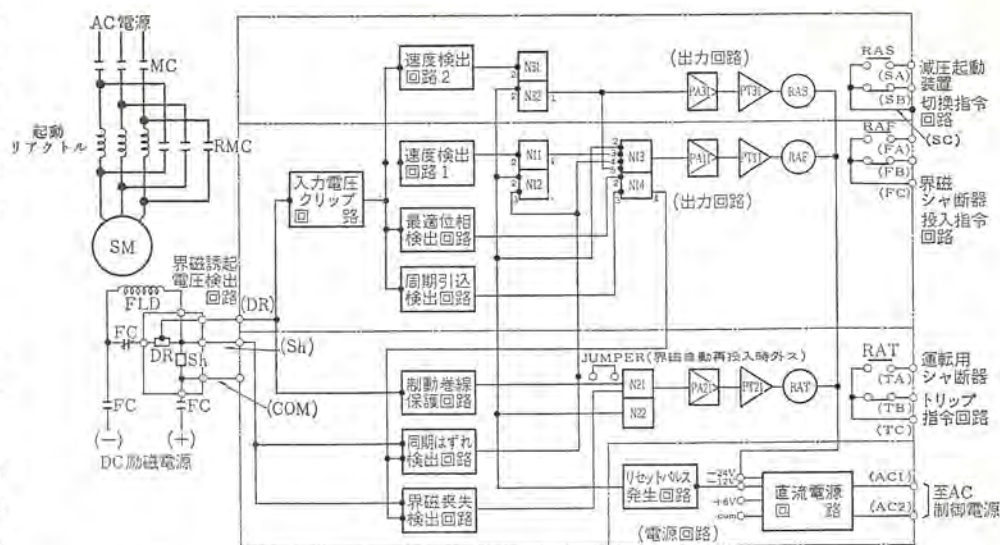 AC電源
MC
起動
リアクトル
RMC
SM
界磁誘起
電圧検出
回路
FLD
FC
DR
Sh
FC
FC
(DR)
(Sh)
(COM)
(-)
(+)
DC励磁電源
入力電圧
クリップ
回路
速度検出
回路2
速度検出
回路1
最適位相
検出回路
周期引込
検出回路
制動巻線
保護回路
同期はずれ
検出回路
界磁喪失
検出回路
N31
N32
N11
N12
N13
N14
(出力回路)
PA31
PT31
RAS
PA11
PT11
RAF
(出力回路)
JUMPER(界磁自動再投入時外ス)
N21
N22
PA21
PT21
RAT
リセットパルス
発生回路
-24V
-12V
+6V
com
直流電源
回路
(電源回路)
RAS
(SA)
(SB)
(SC)
減圧起動
装置
切換指令
回路
RAF
(FA)
(FB)
(FC)
界磁
シャ断器
投入指令
回路
RAT
(TA)
(TB)
(TC)
運転用
シャ断器
トリップ
指令回路
(AC1)
(AC2)
至AC
制御電源